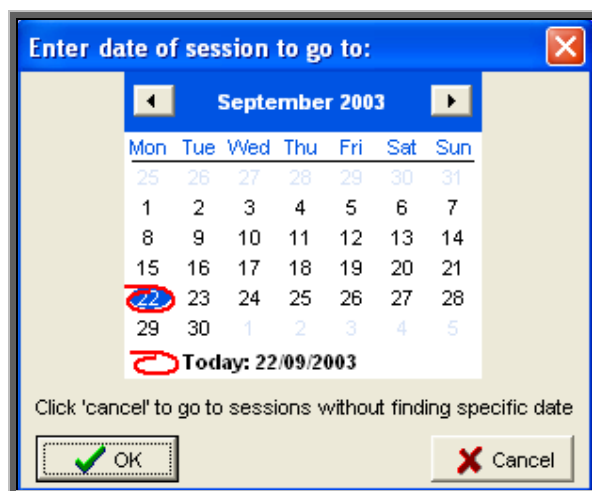 Enter date of session to go to:
September 2003
Mon Tue Wed Thu Fri Sat Sun
25 26 27 28 29 30 31
1 2 3 4 5 6 7
8 9 10 11 12 13 14
15 16 17 18 19 20 21
22 23 24 25 26 27 28
29 30 1 2 3 4 5
Today: 22/09/2003
Click 'cancel' to go to sessions without finding specific date
OK Cancel